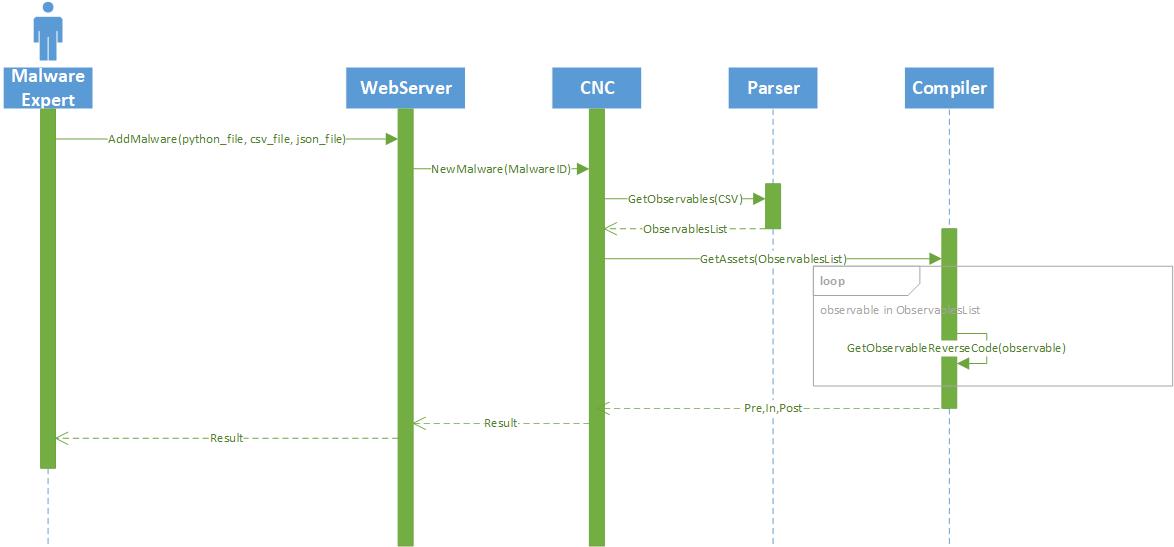 Malware
Expert
WebServer
CNC
Parser
Compiler
AddMalware(python_file, csv_file, json_file)
NewMalware(MalwareID)
GetObservables(CSV)
ObservablesList
GetAssets(ObservablesList)
loop
observable in ObservablesList
GetObservableReverseCode(observable)
Pre,In,Post
Result
Result